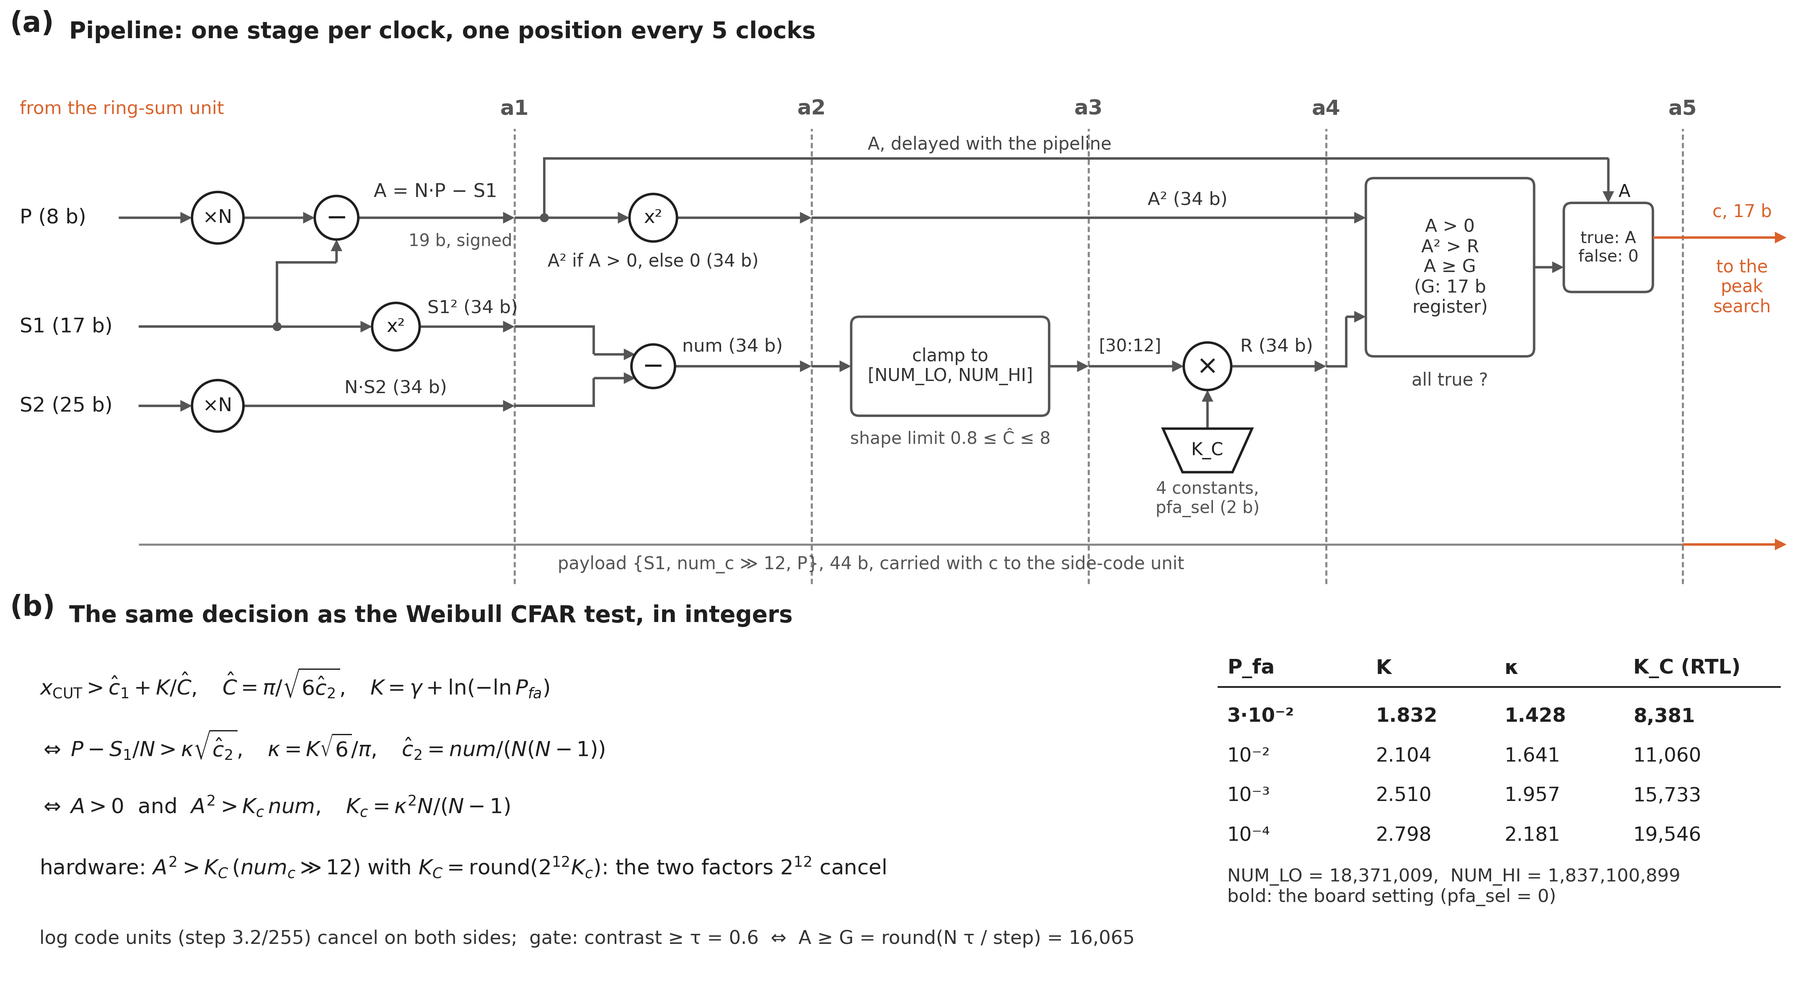 (a) Pipeline: one stage per clock, one position every 5 clocks
from the ring-sum unit
a1
a2
a3
a4
a5
A, delayed with the pipeline
P (8 b)
×N
−
A = N·P − S1
19 b, signed
x²
A² if A > 0, else 0 (34 b)
A² (34 b)
A > 0
A² > R
A ≥ G
(G: 17 b
register)
all true ?
A
true: A
false: 0
c, 17 b
to the
peak
search
S1 (17 b)
x²
S1² (34 b)
−
num (34 b)
clamp to
[NUM_LO, NUM_HI]
shape limit 0.8 ≤ Ĉ ≤ 8
[30:12]
×
R (34 b)
K_C
4 constants,
pfa_sel (2 b)
S2 (25 b)
×N
N·S2 (34 b)
payload {S1, num_c ≫ 12, P}, 44 b, carried with c to the side-code unit
(b) The same decision as the Weibull CFAR test, in integers
x_CUT > ĉ₁ + K/Ĉ, Ĉ = π/√(6ĉ₂), K = γ + ln(−ln P_fa)
⇔ P − S₁/N > κ√ĉ₂, κ = K√6/π, ĉ₂ = num/(N(N − 1))
⇔ A > 0 and A² > K_c num, K_c = κ²N/(N − 1)
hardware: A² > K_C (num_c ≫ 12) with K_C = round(2¹²K_c): the two factors 2¹² cancel
log code units (step 3.2/255) cancel on both sides; gate: contrast ≥ τ = 0.6 ⇔ A ≥ G = round(N τ / step) = 16,065
P_fa K κ K_C (RTL)
3·10⁻² 1.832 1.428 8,381
10⁻² 2.104 1.641 11,060
10⁻³ 2.510 1.957 15,733
10⁻⁴ 2.798 2.181 19,546
NUM_LO = 18,371,009, NUM_HI = 1,837,100,899
bold: the board setting (pfa_sel = 0)